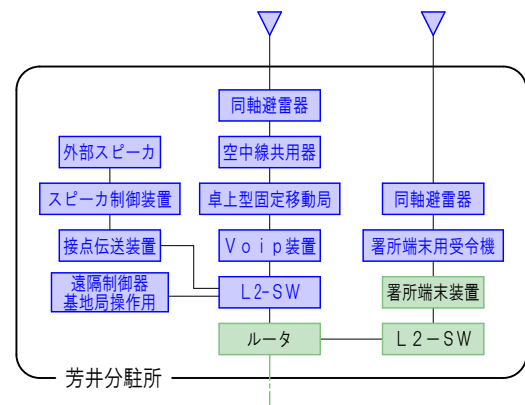 同軸避雷器
外部スピーカ
空中線共用器
スピーカ制御装置
卓上型固定移動局
同軸避雷器
接点伝送装置
Ｖｏｉｐ装置
署所端末用受令機
遠隔制御器
基地局操作用
L2-SW
署所端末装置
ルータ
Ｌ２－ＳＷ
芳井分駐所